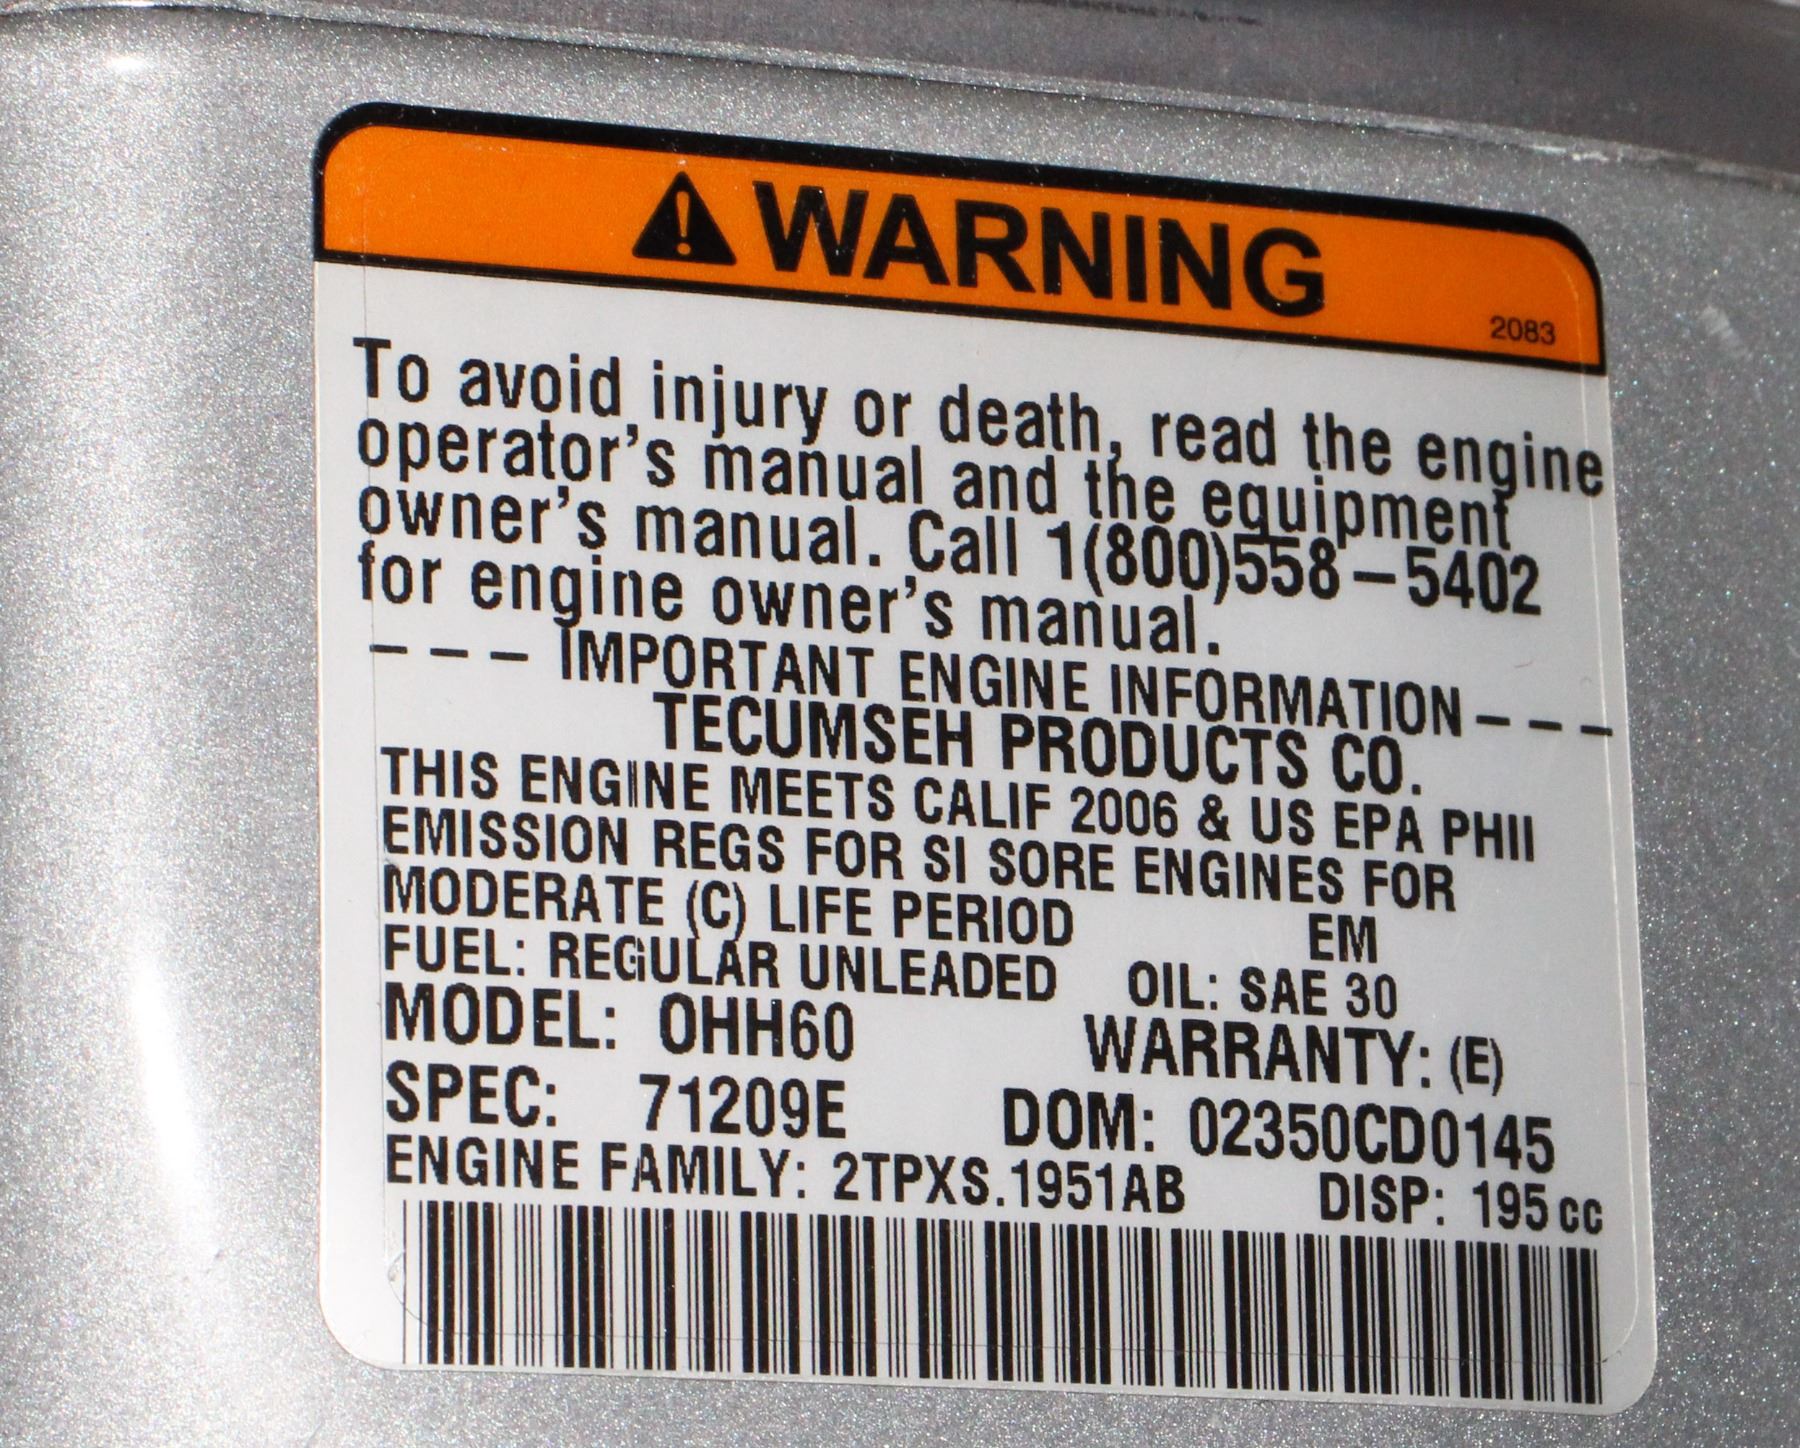 WARNING
2083
To avoid injury or death, read the engine
operator's manual and the equipment
owner's manual. Call 1(800)558-5402
for engine owner's manual.
--- IMPORTANT ENGINE INFORMATION ---
TECUMSEH PRODUCTS CO.
THIS ENGINE MEETS CALIF 2006 & US EPA PHII
EMISSION REGS FOR SI SORE ENGINES FOR
MODERATE (C) LIFE PERIOD EM
FUEL: REGULAR UNLEADED OIL: SAE 30
MODEL: OHH60 WARRANTY: (E)
SPEC: 71209E DOM: 02350CD0145
ENGINE FAMILY: 2TPXS.1951AB DISP: 195 cc